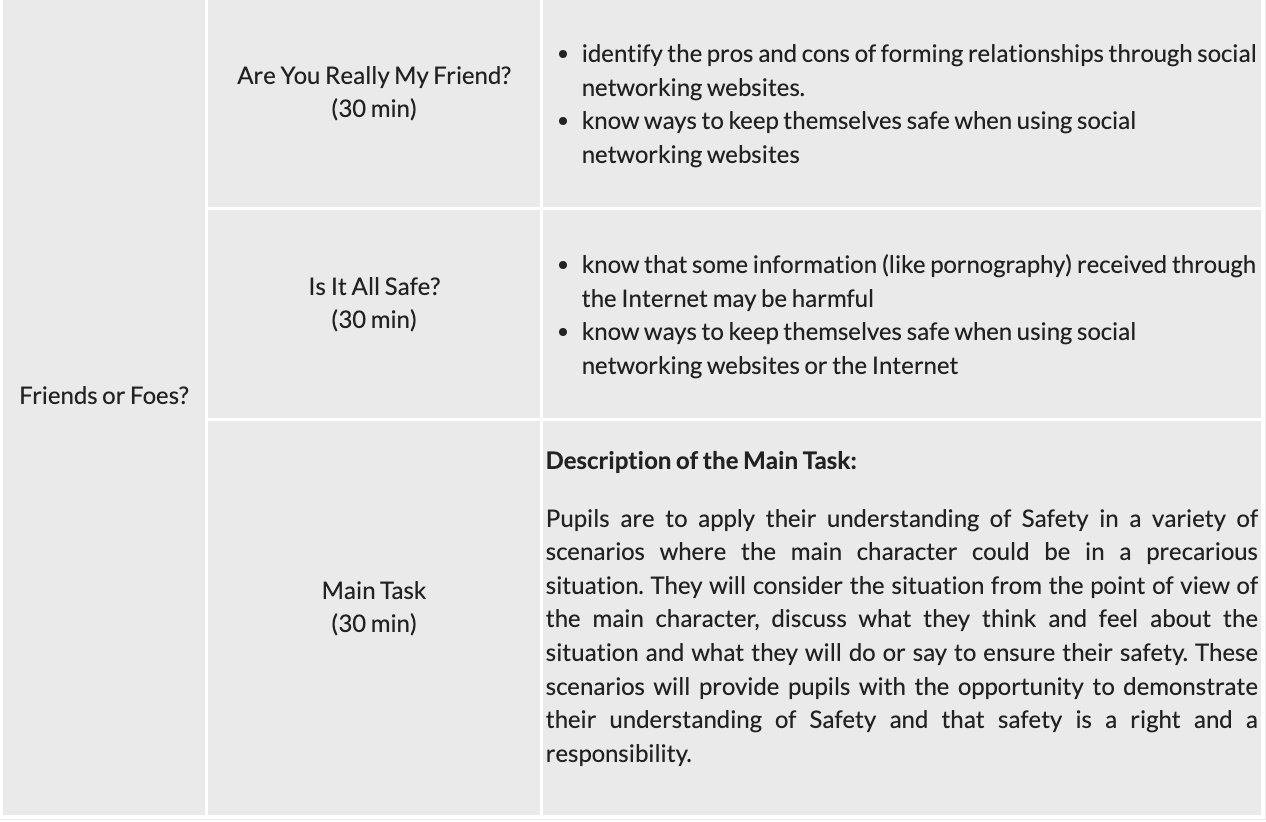 Friends or Foes?
Are You Really My Friend?
(30 min)
• identify the pros and cons of forming relationships through social
networking websites.
• know ways to keep themselves safe when using social
networking websites
Is It All Safe?
(30 min)
• know that some information (like pornography) received through
the Internet may be harmful
• know ways to keep themselves safe when using social
networking websites or the Internet
Main Task
(30 min)
Description of the Main Task:
Pupils are to apply their understanding of Safety in a variety of
scenarios where the main character could be in a precarious
situation. They will consider the situation from the point of view of
the main character, discuss what they think and feel about the
situation and what they will do or say to ensure their safety. These
scenarios will provide pupils with the opportunity to demonstrate
their understanding of Safety and that safety is a right and a
responsibility.